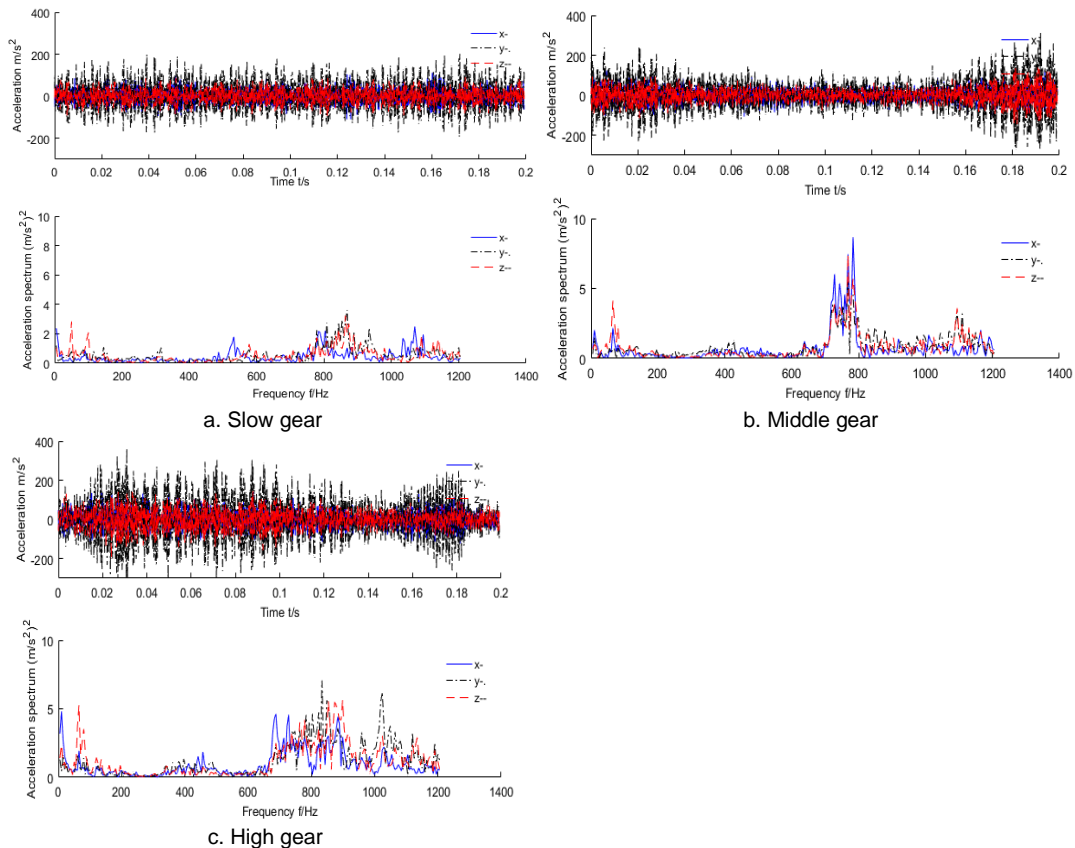 400
200
0
-200
Acceleration m/s²
x-
y-.
z--
0 0.02 0.04 0.06 0.08 0.1 0.12 0.14 0.16 0.18 0.2
Time t/s
10
8
6
4
2
0
Acceleration spectrum (m/s²)²
x-
y-.
z--
0 200 400 600 800 1000 1200 1400
Frequency f/Hz
a. Slow gear
400
200
0
-200
Acceleration m/s²
x-
0 0.02 0.04 0.06 0.08 0.1 0.12 0.14 0.16 0.18 0.2
Time t/s
10
5
0
Acceleration spectrum (m/s²)²
x-
y-.
z--
0 200 400 600 800 1000 1200 1400
Frequency f/Hz
b. Middle gear
400
200
0
-200
Acceleration m/s²
x-
y-.
z--
0 0.02 0.04 0.06 0.08 0.1 0.12 0.14 0.16 0.18 0.2
Time t/s
10
5
0
Acceleration spectrum (m/s²)²
x-
y-.
z--
0 200 400 600 800 1000 1200 1400
Frequency f/Hz
c. High gear